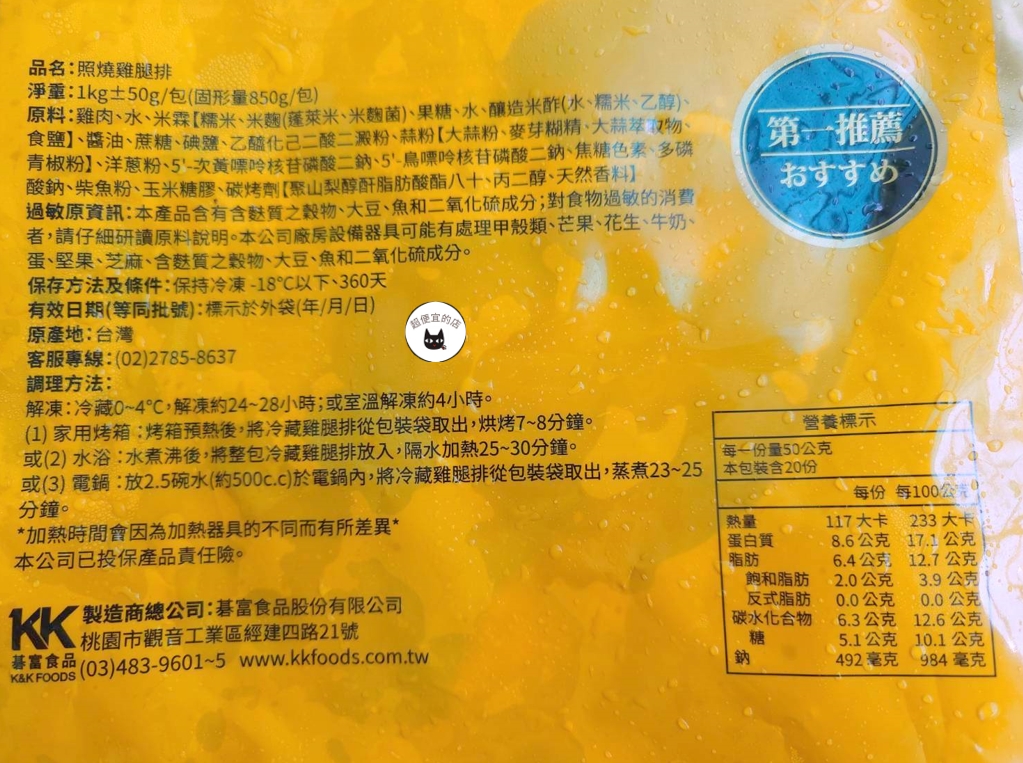 品名：照燒雞腿排
淨重：1kg±50g/包(固形量850g/包)
原料：雞肉、水、米霖【糯米、米麴(蓬萊米、米麴菌)、果糖、水、釀造米酢(水、糯米、乙醇)、
食鹽】、醬油、蔗糖、碘鹽、乙醯化己二酸二澱粉、蒜粉【大蒜粉、麥芽糊精、大蒜萃取物、
青椒粉】、洋蔥粉、5'-次黃嘌呤核苷磷酸二鈉、5'-鳥嘌呤核苷磷酸二鈉、焦糖色素、多磷
酸鈉、柴魚粉、玉米糖膠、碳烤劑【聚山梨醇酐脂肪酸酯八十、丙二醇、天然香料】
過敏原資訊：本產品含有含麩質之穀物、大豆、魚和二氧化硫成分；對食物過敏的消費
者，請仔細研讀原料說明。本公司廠房設備器具可能有處理甲殼類、芒果、花生、牛奶、
蛋、堅果、芝麻、含麩質之穀物、大豆、魚和二氧化硫成分。
保存方法及條件：保持冷凍 -18℃以下、360天
有效日期(等同批號)：標示於外袋(年/月/日)
原產地：台灣
客服專線：(02)2785-8637
調理方法：
解凍：冷藏0~4℃，解凍約24~28小時；或室溫解凍約4小時。
(1) 家用烤箱：烤箱預熱後，將冷藏雞腿排從包裝袋取出，烘烤7~8分鐘。
或(2) 水浴：水煮沸後，將整包冷藏雞腿排放入，隔水加熱25~30分鐘。
或(3) 電鍋：放2.5碗水(約500c.c)於電鍋內，將冷藏雞腿排從包裝袋取出，蒸煮23~25
分鐘。
*加熱時間會因為加熱器具的不同而有所差異*
本公司已投保產品責任險。
KK
碁富食品
K&K FOODS
製造商總公司：碁富食品股份有限公司
桃園市觀音工業區經建四路21號
(03)483-9601~5 www.kkfoods.com.tw
第一推薦
おすすめ
超便宜的店
營養標示
每一份量50公克
本包裝含20份
每份 每100公克
熱量 117 大卡 233 大卡
蛋白質 8.6 公克 17.1 公克
脂肪 6.4 公克 12.7 公克
飽和脂肪 2.0 公克 3.9 公克
反式脂肪 0.0 公克 0.0 公克
碳水化合物 6.3 公克 12.6 公克
糖 5.1 公克 10.1 公克
鈉 492 毫克 984 毫克